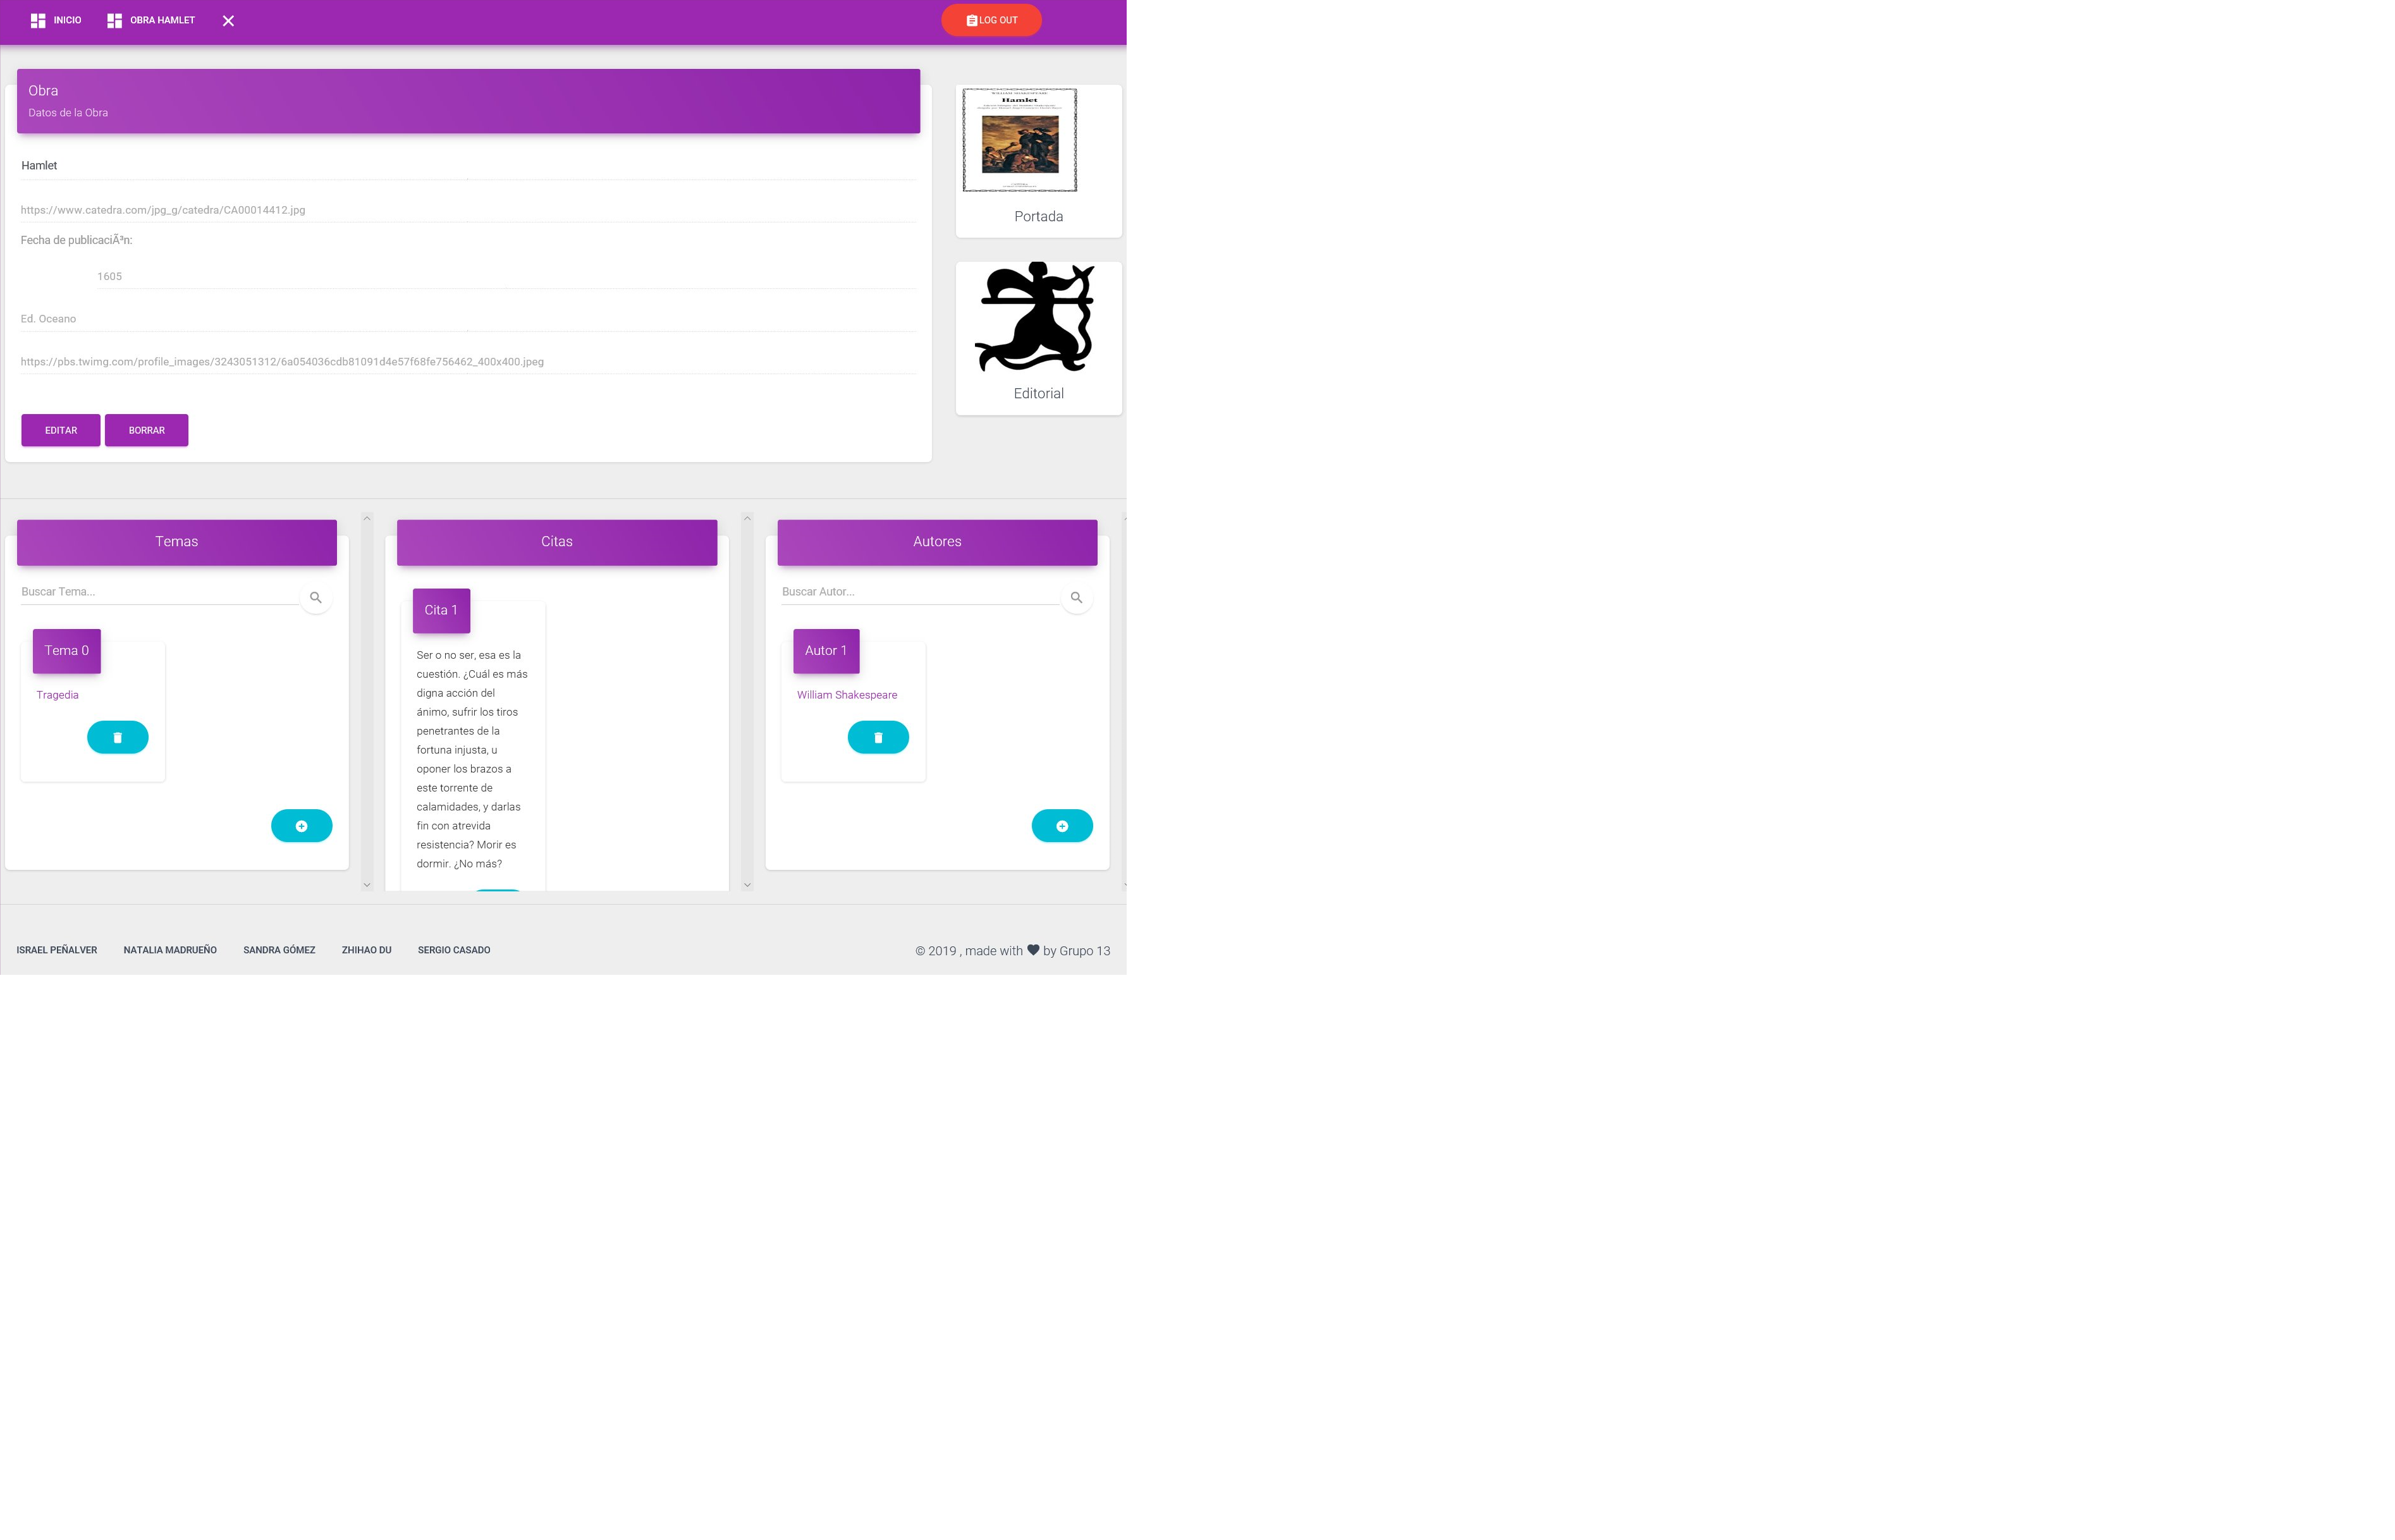 INICIO
OBRA HAMLET
LOG OUT
Obra
Datos de la Obra
Hamlet
https://www.catedra.com/jpg_g/catedra/CA00014412.jpg
Fecha de publicaciÃ³n:
1605
Ed. Oceano
https://pbs.twimg.com/profile_images/3243051312/6a054036cdb81091d4e57f68fe756462_400x400.jpeg
EDITAR
BORRAR
WILLIAM SHAKESPEARE
Hamlet
Portada
Editorial
Temas
Buscar Tema...
Tema 0
Tragedia
Citas
Cita 1
Ser o no ser, esa es la
cuestión. ¿Cuál es más
digna acción del
ánimo, sufrir los tiros
penetrantes de la
fortuna injusta, u
oponer los brazos a
este torrente de
calamidades, y darlas
fin con atrevida
resistencia? Morir es
dormir. ¿No más?
Autores
Buscar Autor...
Autor 1
William Shakespeare
ISRAEL PEÑALVER
NATALIA MADRUEÑO
SANDRA GÓMEZ
ZHIHAO DU
SERGIO CASADO
© 2019 , made with by Grupo 13